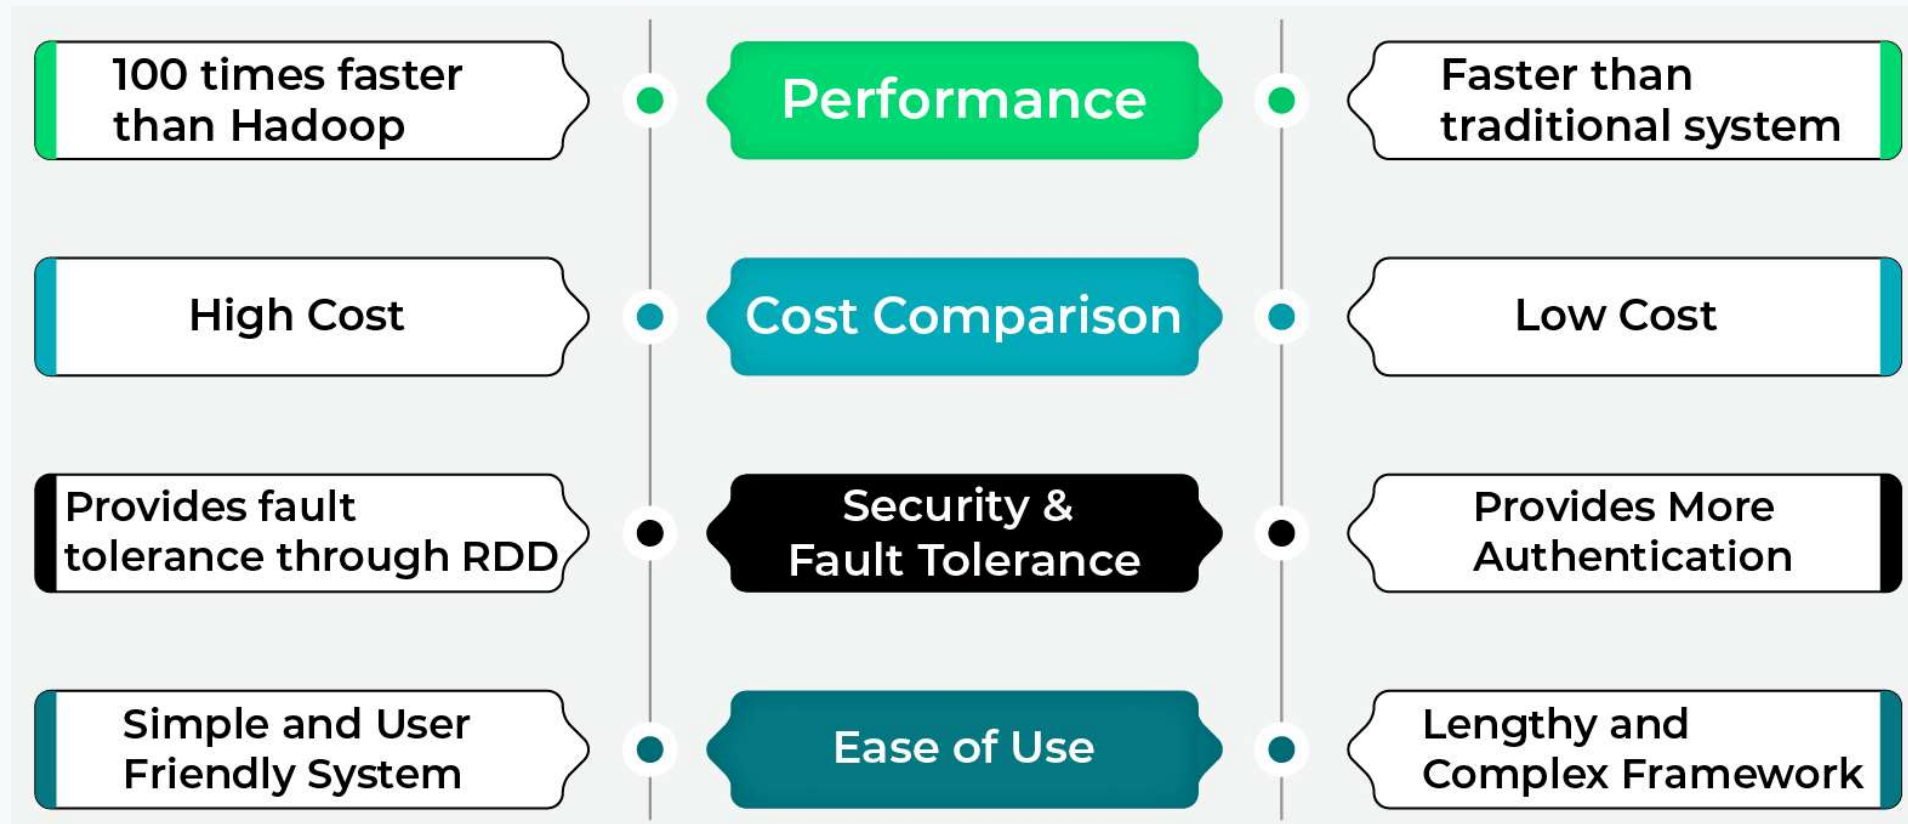 100 times faster
than Hadoop
Performance
Faster than
traditional system
High Cost
Cost Comparison
Low Cost
Provides fault
tolerance through RDD
Security &
Fault Tolerance
Provides More
Authentication
Simple and User
Friendly System
Ease of Use
Lengthy and
Complex Framework